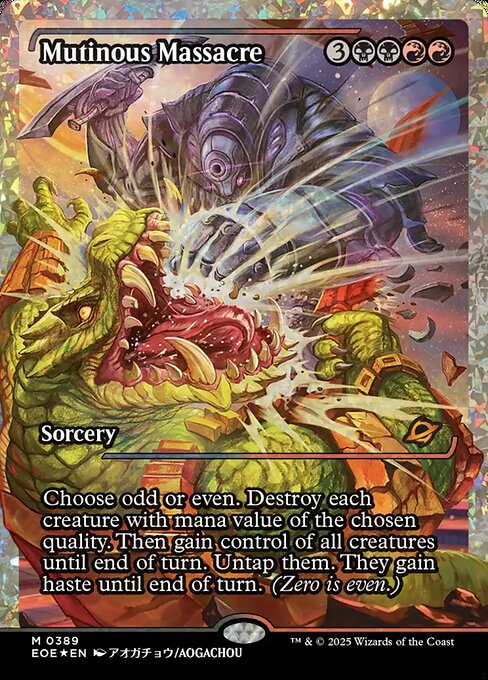 Mutinous Massacre 3
Sorcery
Choose odd or even. Destroy each
creature with mana value of the chosen
quality. Then gain control of all creatures
until end of turn. Untap them. They gain
haste until end of turn. (Zero is even.)
M 0389
EOE★EN アオガチョウ/AOGACHOU
™ & © 2025 Wizards of the Coast